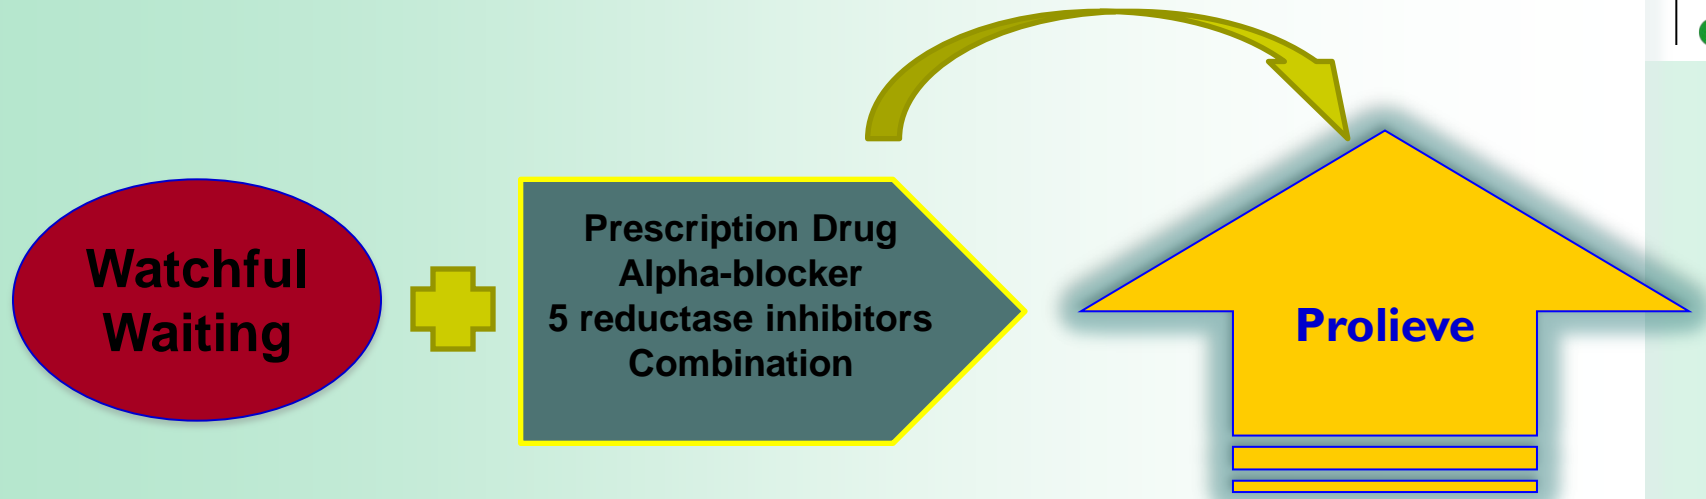 Watchful
Waiting
Prescription Drug
Alpha-blocker
5 reductase inhibitors
Combination
Prolieve